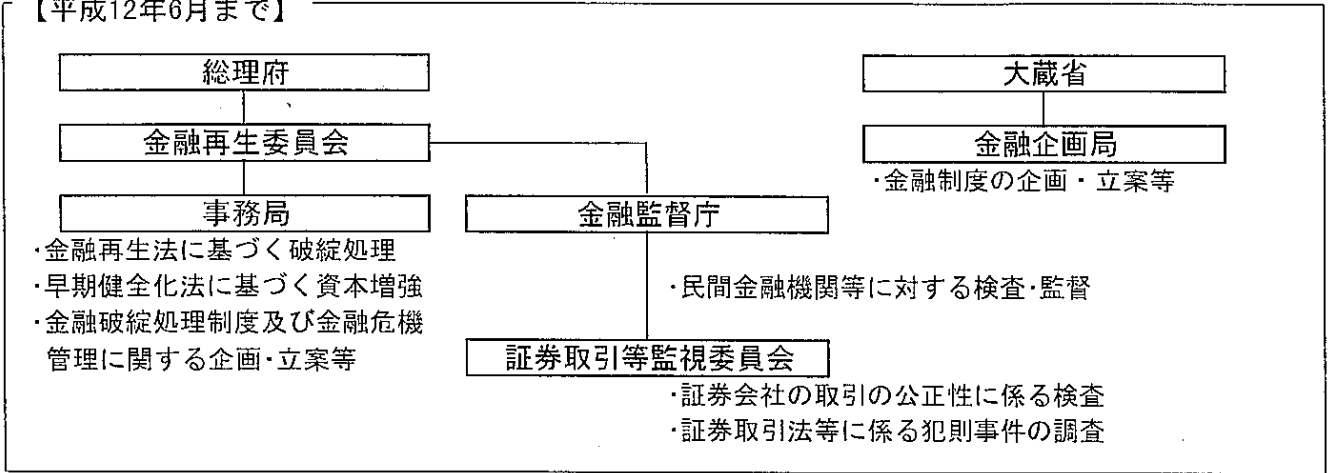 【平成12年6月まで】
総理府
金融再生委員会
事務局
・金融再生法に基づく破綻処理
・早期健全化法に基づく資本増強
・金融破綻処理制度及び金融危機
管理に関する企画・立案等
金融監督庁
・民間金融機関等に対する検査・監督
証券取引等監視委員会
・証券会社の取引の公正性に係る検査
・証券取引法等に係る犯則事件の調査
大蔵省
金融企画局
・金融制度の企画・立案等